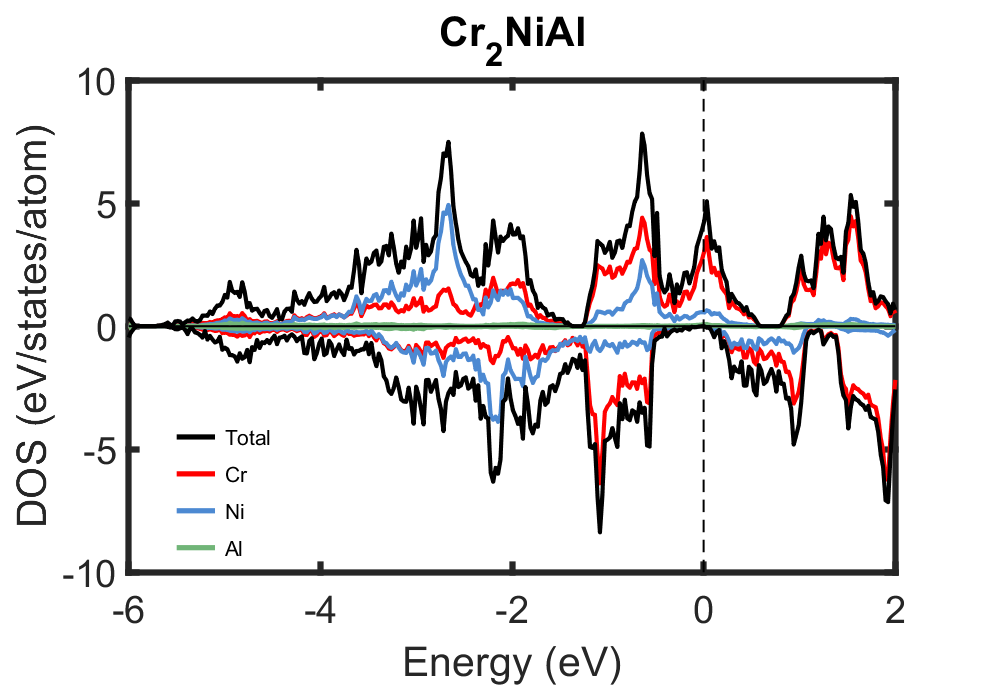 Cr2NiAl
10
5
0
-5
-10
DOS (eV/states/atom)
Total
Cr
Ni
Al
-6 -4 -2 0 2
Energy (eV)